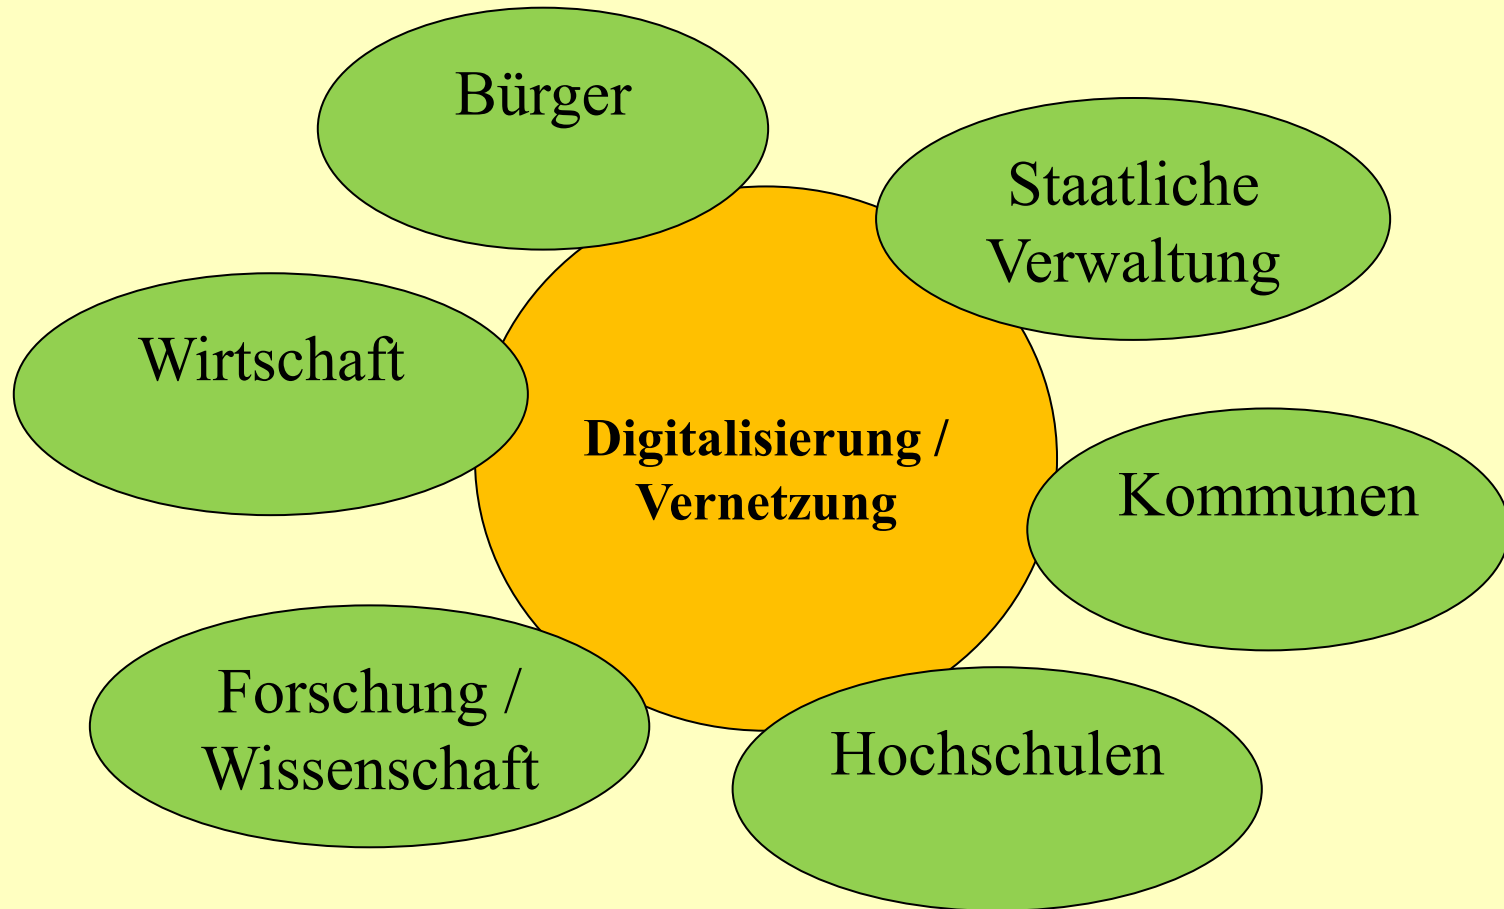 Bürger
Staatliche
Verwaltung
Wirtschaft
Digitalisierung /
Vernetzung
Kommunen
Forschung /
Wissenschaft
Hochschulen